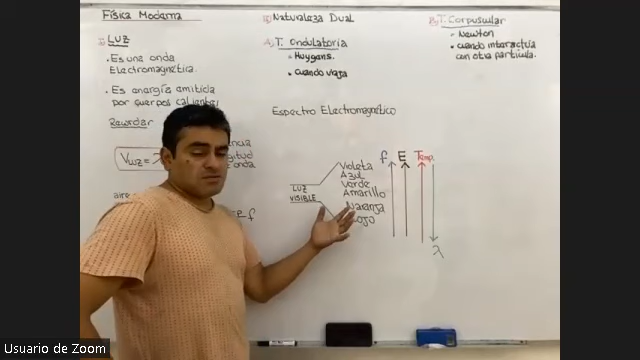 Física Moderna
1) LUZ
• Es una onda
Electromagnética.
• Es energía emitida
por cuerpos calientes
Recordar
aire
f
B) Naturaleza Dual
A) T. Ondulatoria
• Huygens.
• cuando viaja
B) T. Corpuscular
• Newton
• cuando interactúa
con otra partícula.
Espectro Electromagnético
LUZ
VISIBLE
Violeta
Azul
Verde
Amarillo
Naranja
f E Temp.
λ
Usuario de Zoom